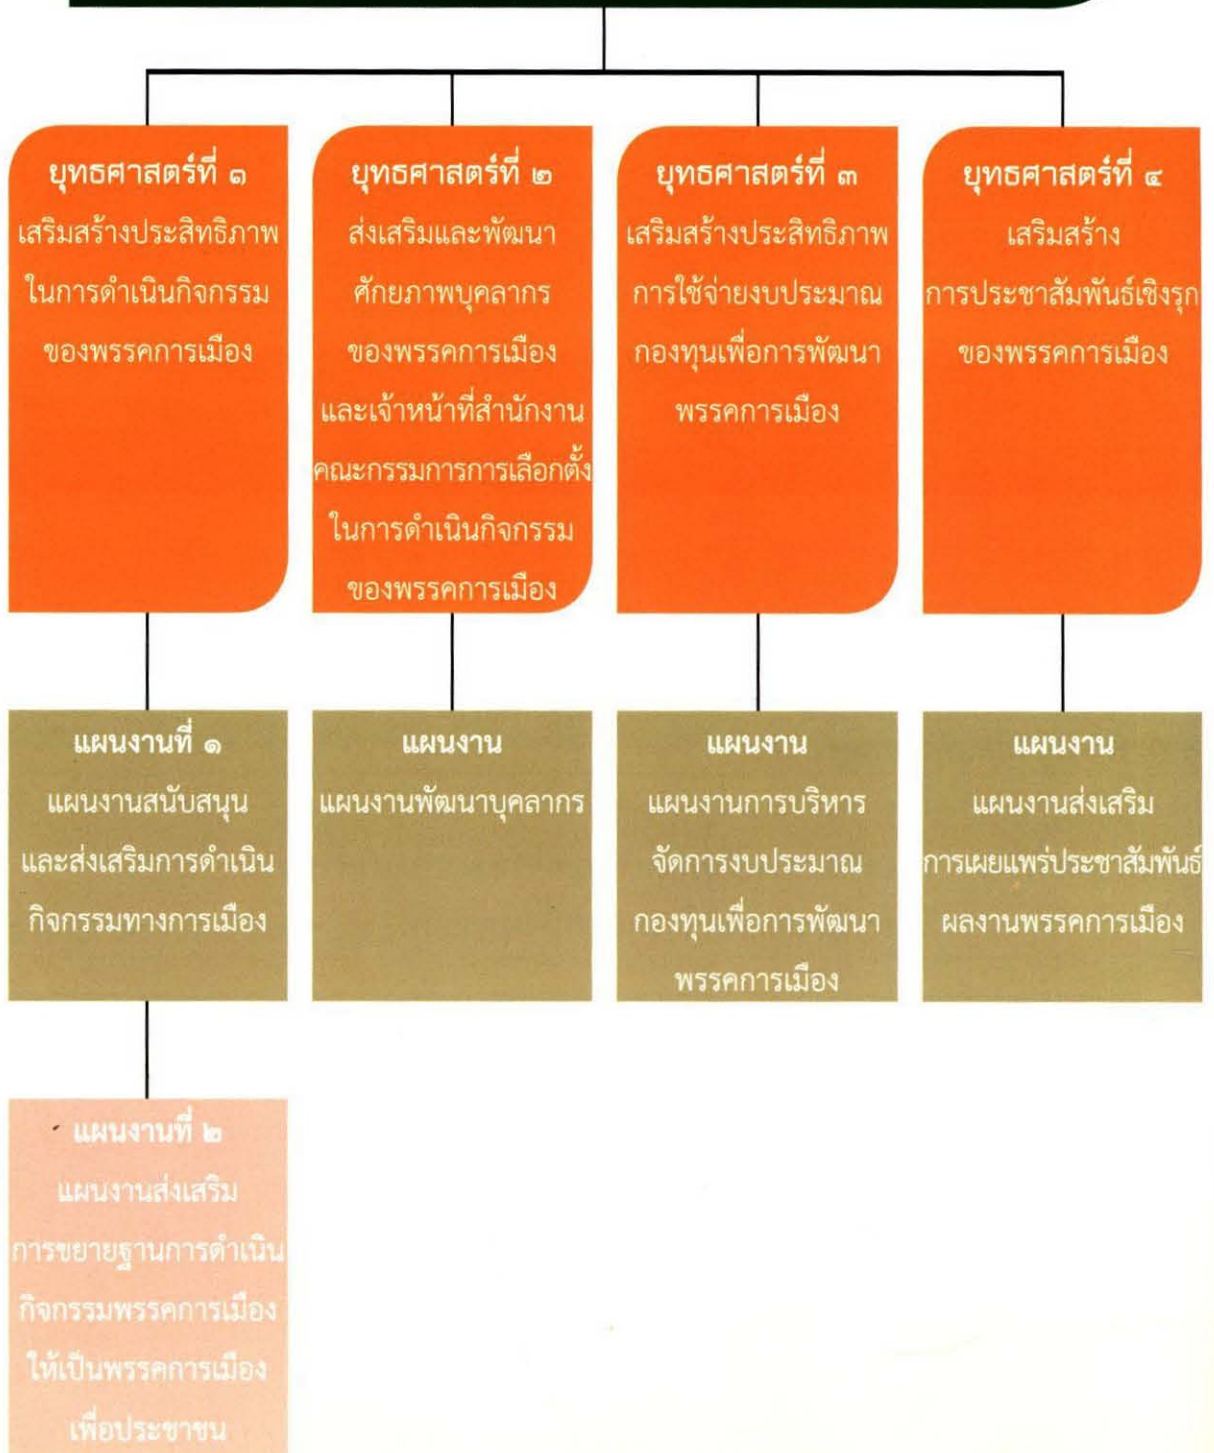 ยุทธศาสตร์ที่ ๑
เสริมสร้างประสิทธิภาพ
ในการดำเนินกิจกรรม
ของพรรคการเมือง
ยุทธศาสตร์ที่ ๒
ส่งเสริมและพัฒนา
ศักยภาพบุคลากร
ของพรรคการเมือง
และเจ้าหน้าที่สำนักงาน
คณะกรรมการการเลือกตั้ง
ในการดำเนินกิจกรรม
ของพรรคการเมือง
ยุทธศาสตร์ที่ ๓
เสริมสร้างประสิทธิภาพ
การใช้จ่ายงบประมาณ
กองทุนเพื่อการพัฒนา
พรรคการเมือง
ยุทธศาสตร์ที่ ๔
เสริมสร้าง
การประชาสัมพันธ์เชิงรุก
ของพรรคการเมือง
แผนงานที่ ๑
แผนงานสนับสนุน
และส่งเสริมการดำเนิน
กิจกรรมทางการเมือง
แผนงาน
แผนงานพัฒนาบุคลากร
แผนงาน
แผนงานการบริหาร
จัดการงบประมาณ
กองทุนเพื่อการพัฒนา
พรรคการเมือง
แผนงาน
แผนงานส่งเสริม
การเผยแพร่ประชาสัมพันธ์
ผลงานพรรคการเมือง
แผนงานที่ ๒
แผนงานส่งเสริม
การขยายฐานการดำเนิน
กิจกรรมพรรคการเมือง
ให้เป็นพรรคการเมือง
เพื่อประชาชน